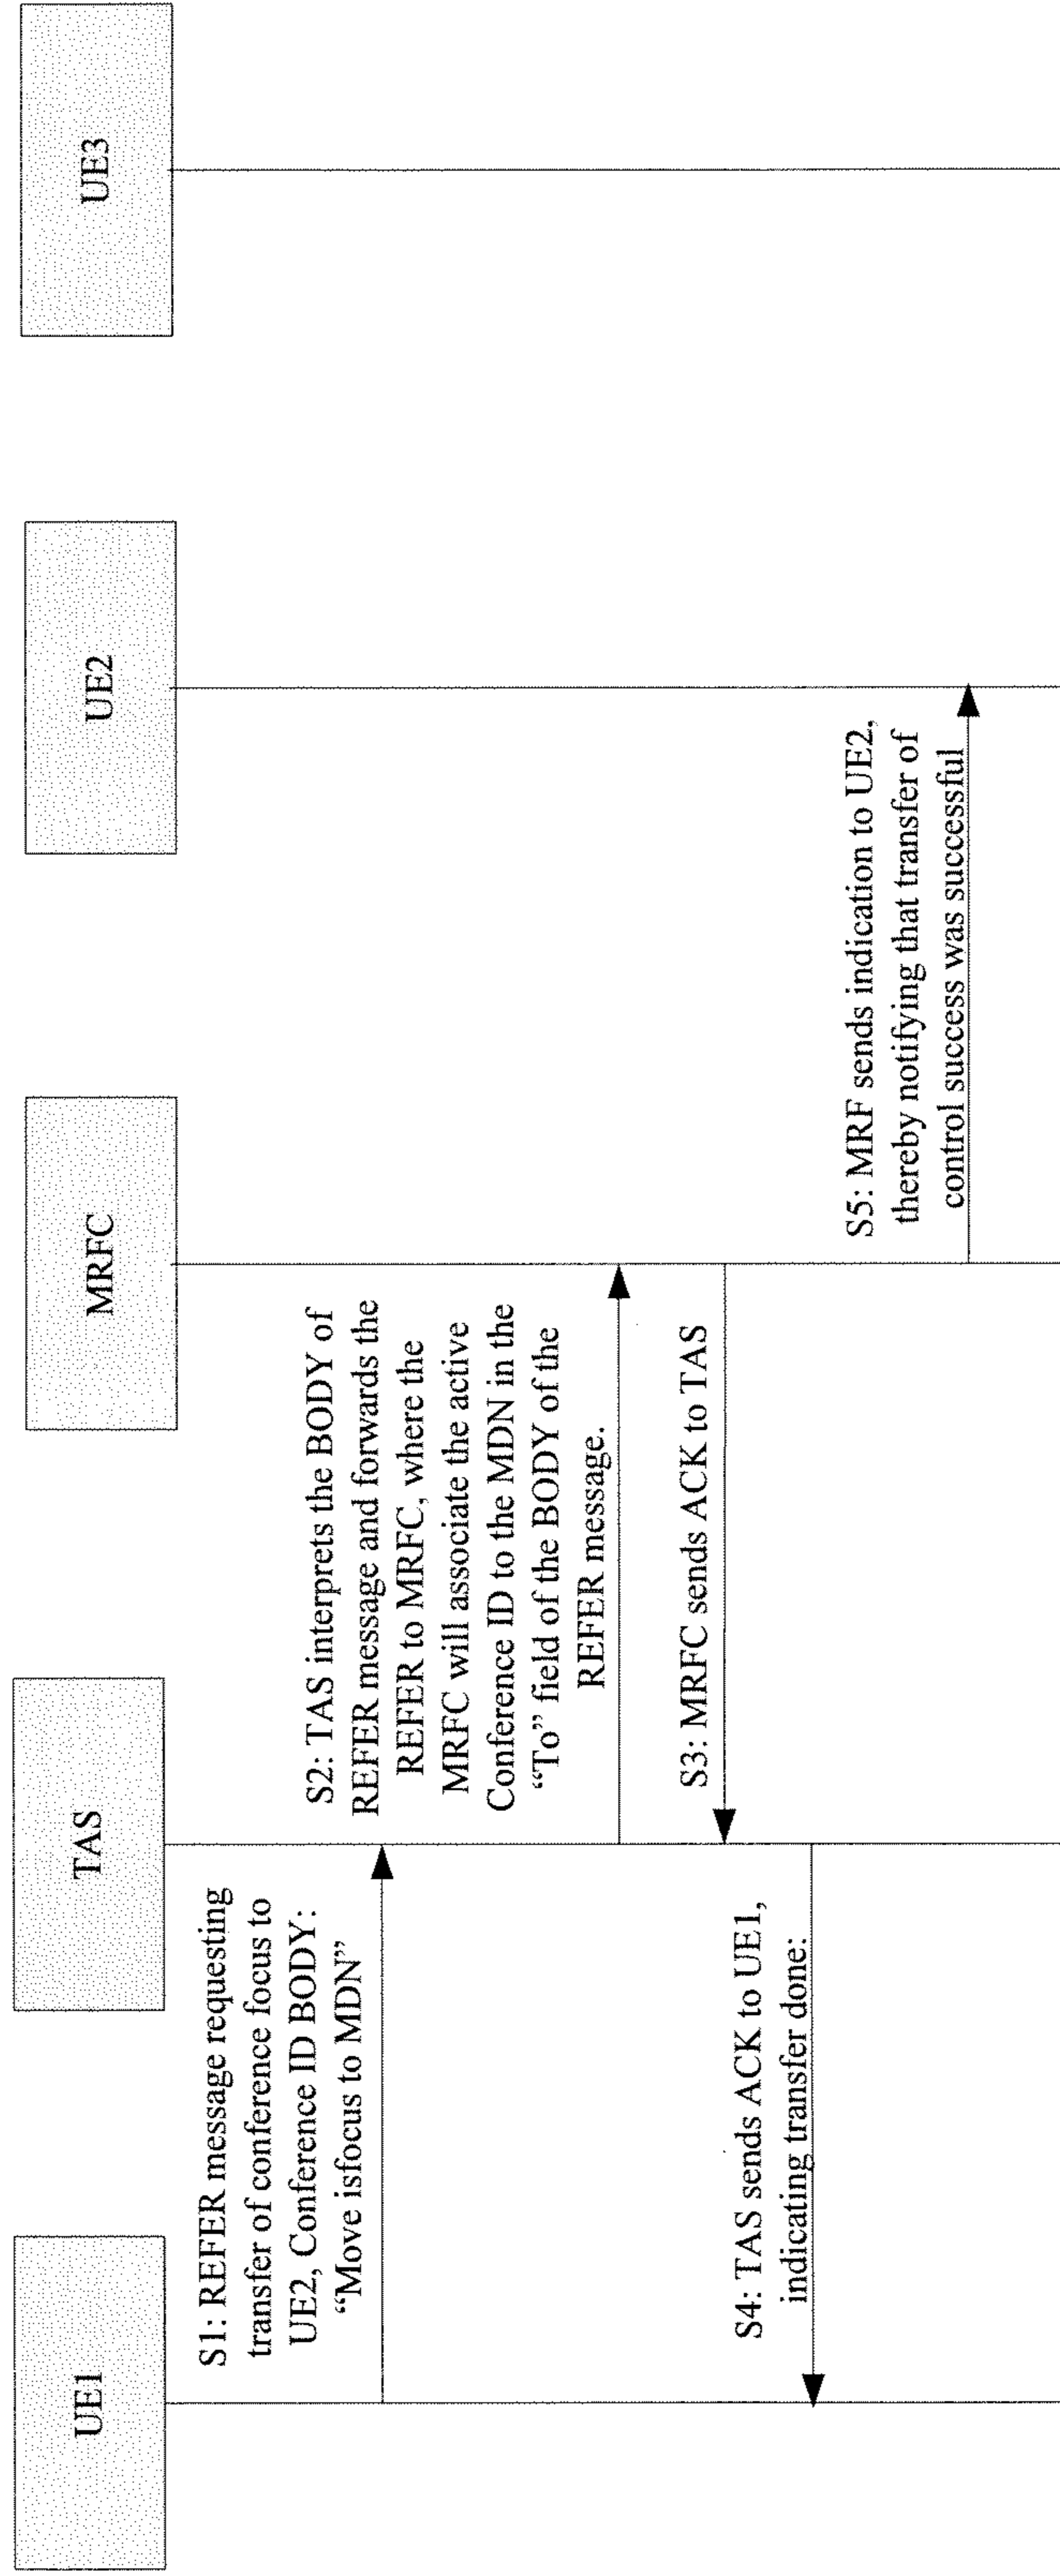 UE1
TAS
MRFC
UE2
UE3
S1: REFER message requesting
transfer of conference focus to
UE2, Conference ID BODY:
“Move isfocus to MDN”
S2: TAS interprets the BODY of
REFER message and forwards the
REFER to MRFC, where the
MRFC will associate the active
Conference ID to the MDN in the
“To” field of the BODY of the
REFER message.
S3: MRFC sends ACK to TAS
S4: TAS sends ACK to UE1,
indicating transfer done:
S5: MRF sends indication to UE2,
thereby notifying that transfer of
control success was successful